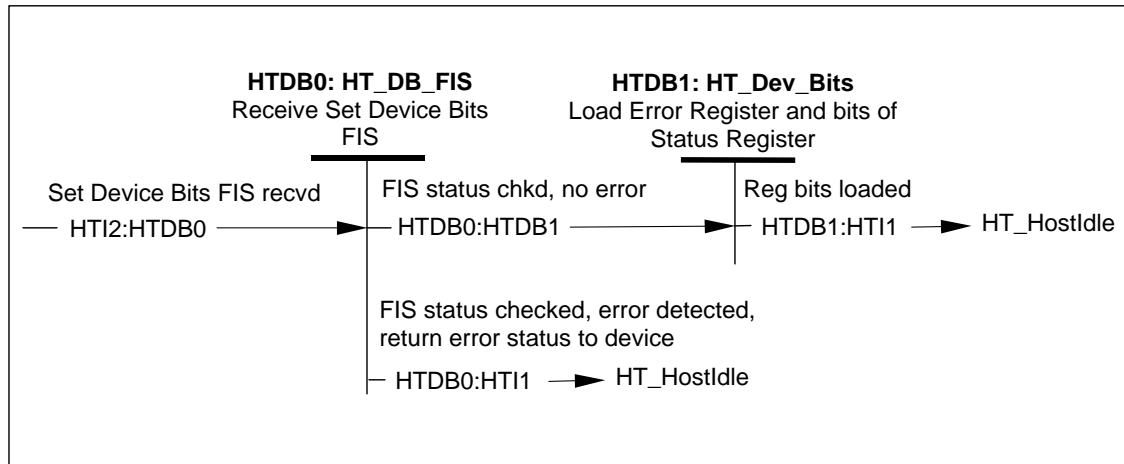 HTDB0: HT_DB_FIS
Receive Set Device Bits
FIS
HTDB1: HT_Dev_Bits
Load Error Register and bits of
Status Register
Set Device Bits FIS recvd
HTI2:HTDB0
FIS status chkd, no error
HTDB0:HTDB1
Reg bits loaded
HTDB1:HTI1
HT_HostIdle
FIS status checked, error detected,
return error status to device
HTDB0:HTI1
HT_HostIdle